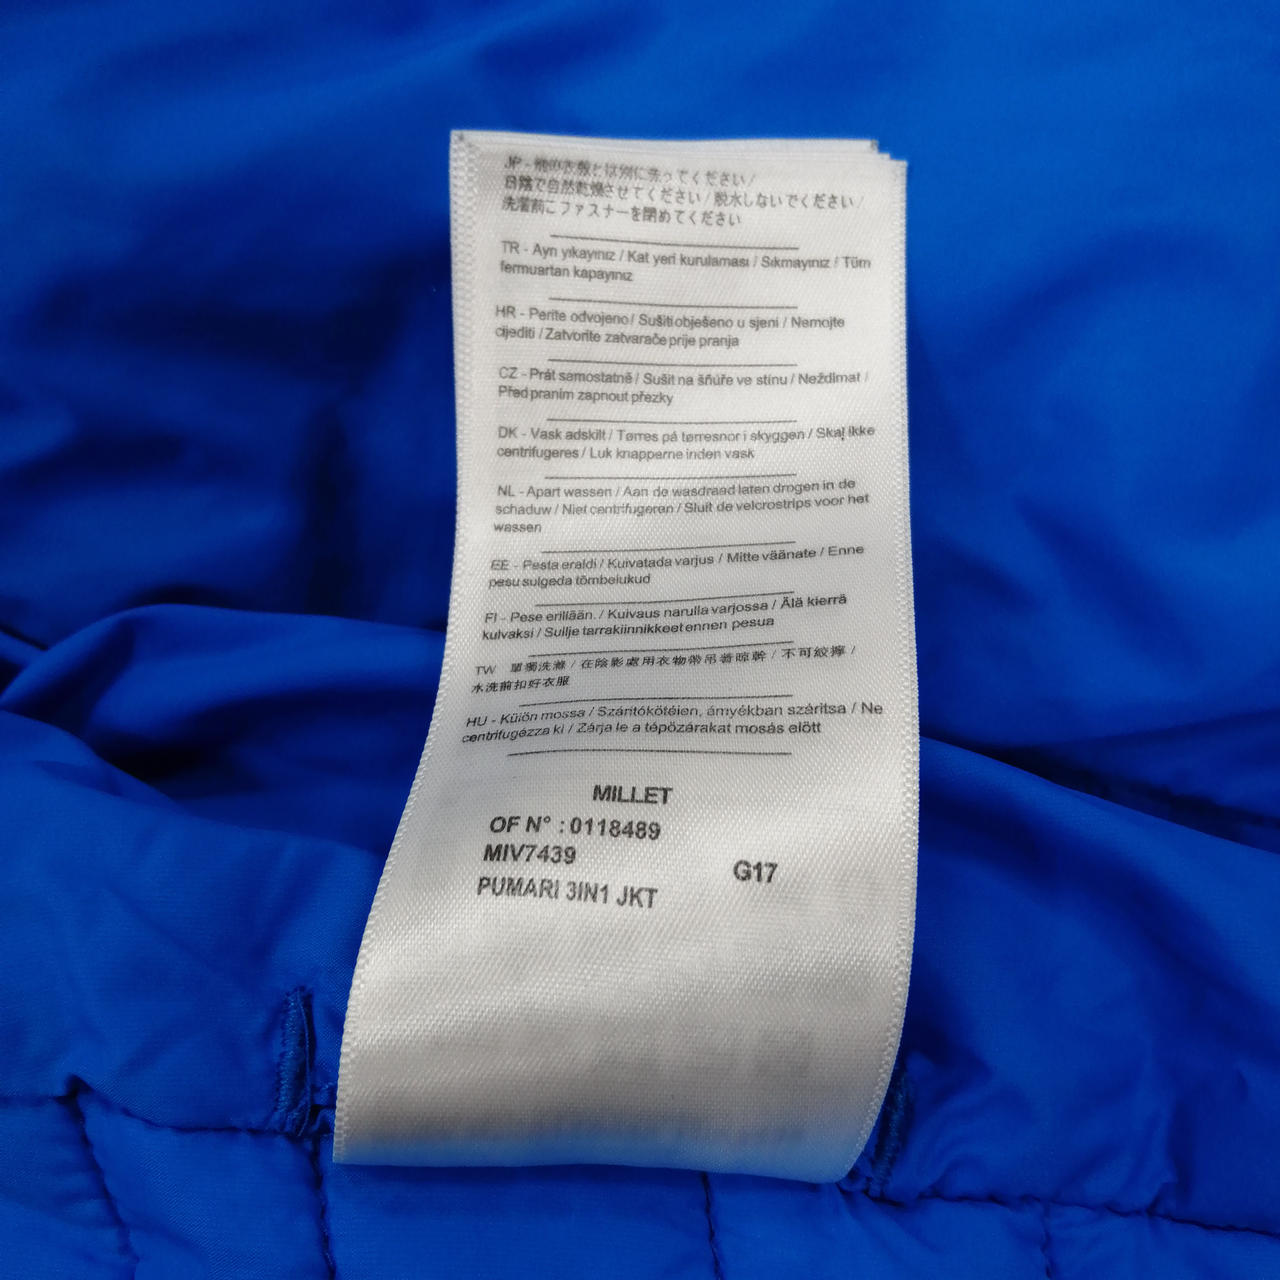 JP - 他の衣類とは別に洗ってください /
日陰で自然乾燥させてください / 脱水しないでください /
洗濯前にファスナーを閉めてください
TR - Ayrı yıkayınız / Kat yeri kurulaması / Sıkmayınız / Tüm
fermuartan kapayınız
HR - Perite odvojeno / Sušiti obješeno u sjeni / Nemojte
cijediti / Zatvorite zatvarače prije pranja
CZ - Prát samostatně / Sušit na šňůře ve stínu / Neždímat /
Před praním zapnout přezky
DK - Vask adskilt / Tørres på tørresnor i skyggen / Skal ikke
centrifugeres / Luk knapperne inden vask
NL - Apart wassen / Aan de wasdraad laten drogen in de
schaduw / Niet centrifugeren / Sluit de velcrostrips voor het
wassen
EE - Pesta eraldi / Kuivatada varjus / Mitte väänate / Enne
pesu sulgeda tõmbelukud
FI - Pese erillään. / Kuivaus narulla varjossa / Älä kierrä
kuivaksi / Sulje tarrakiinnikkeet ennen pesua
TW 單獨洗滌 / 在陰影處用衣物帶吊著晾幹 / 不可絞擰 /
水洗前扣好衣服
HU - Külön mossa / Szárítókötélen, árnyékban szárítsa / Ne
centrifugézza ki / Zárja le a tépözárakat mosás elött
MILLET
OF N° : 0118489
MIV7439
G17
PUMARI 3IN1 JKT